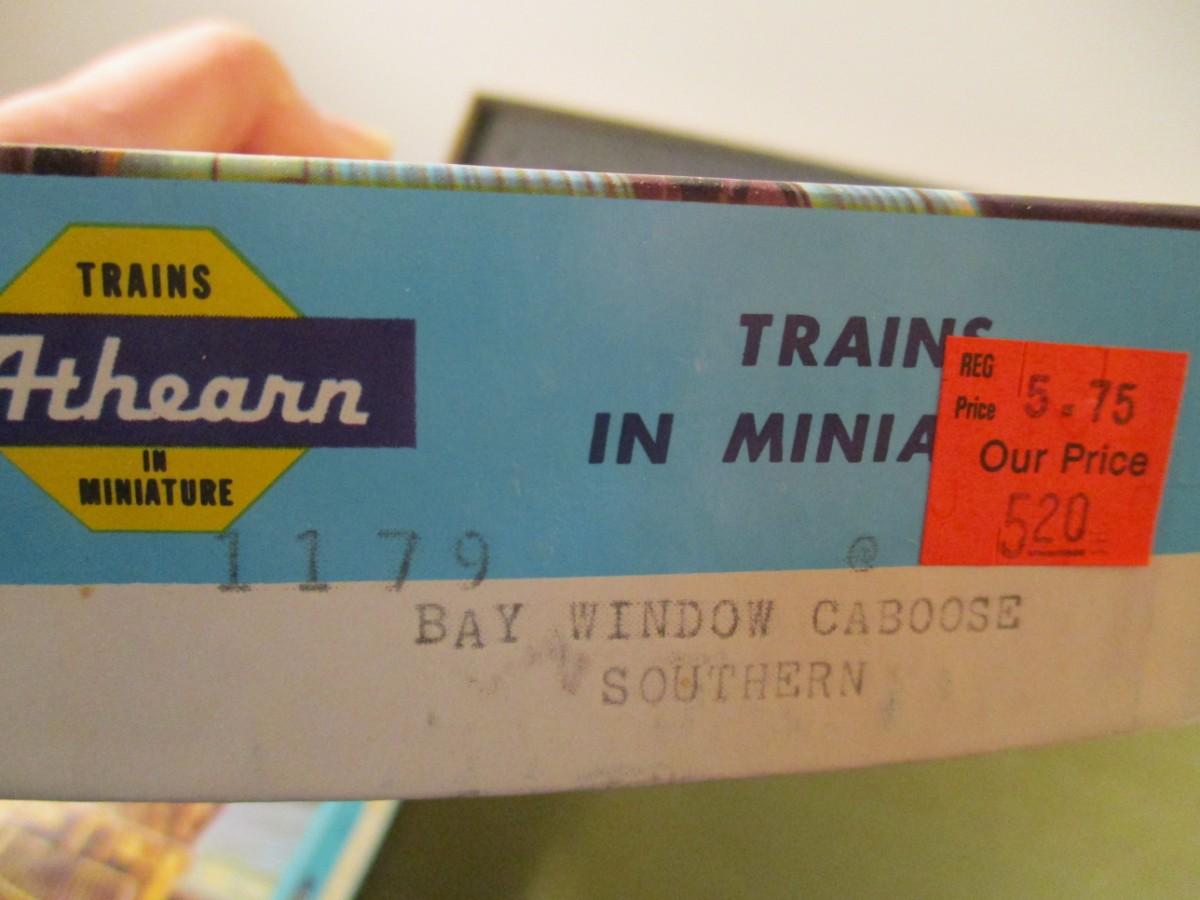 TRAINS
Athearn
IN
MINIATURE
TRAINS
IN MINIA
REG
Price 5.75
Our Price
520
1179 @
BAY WINDOW CABOOSE
SOUTHERN